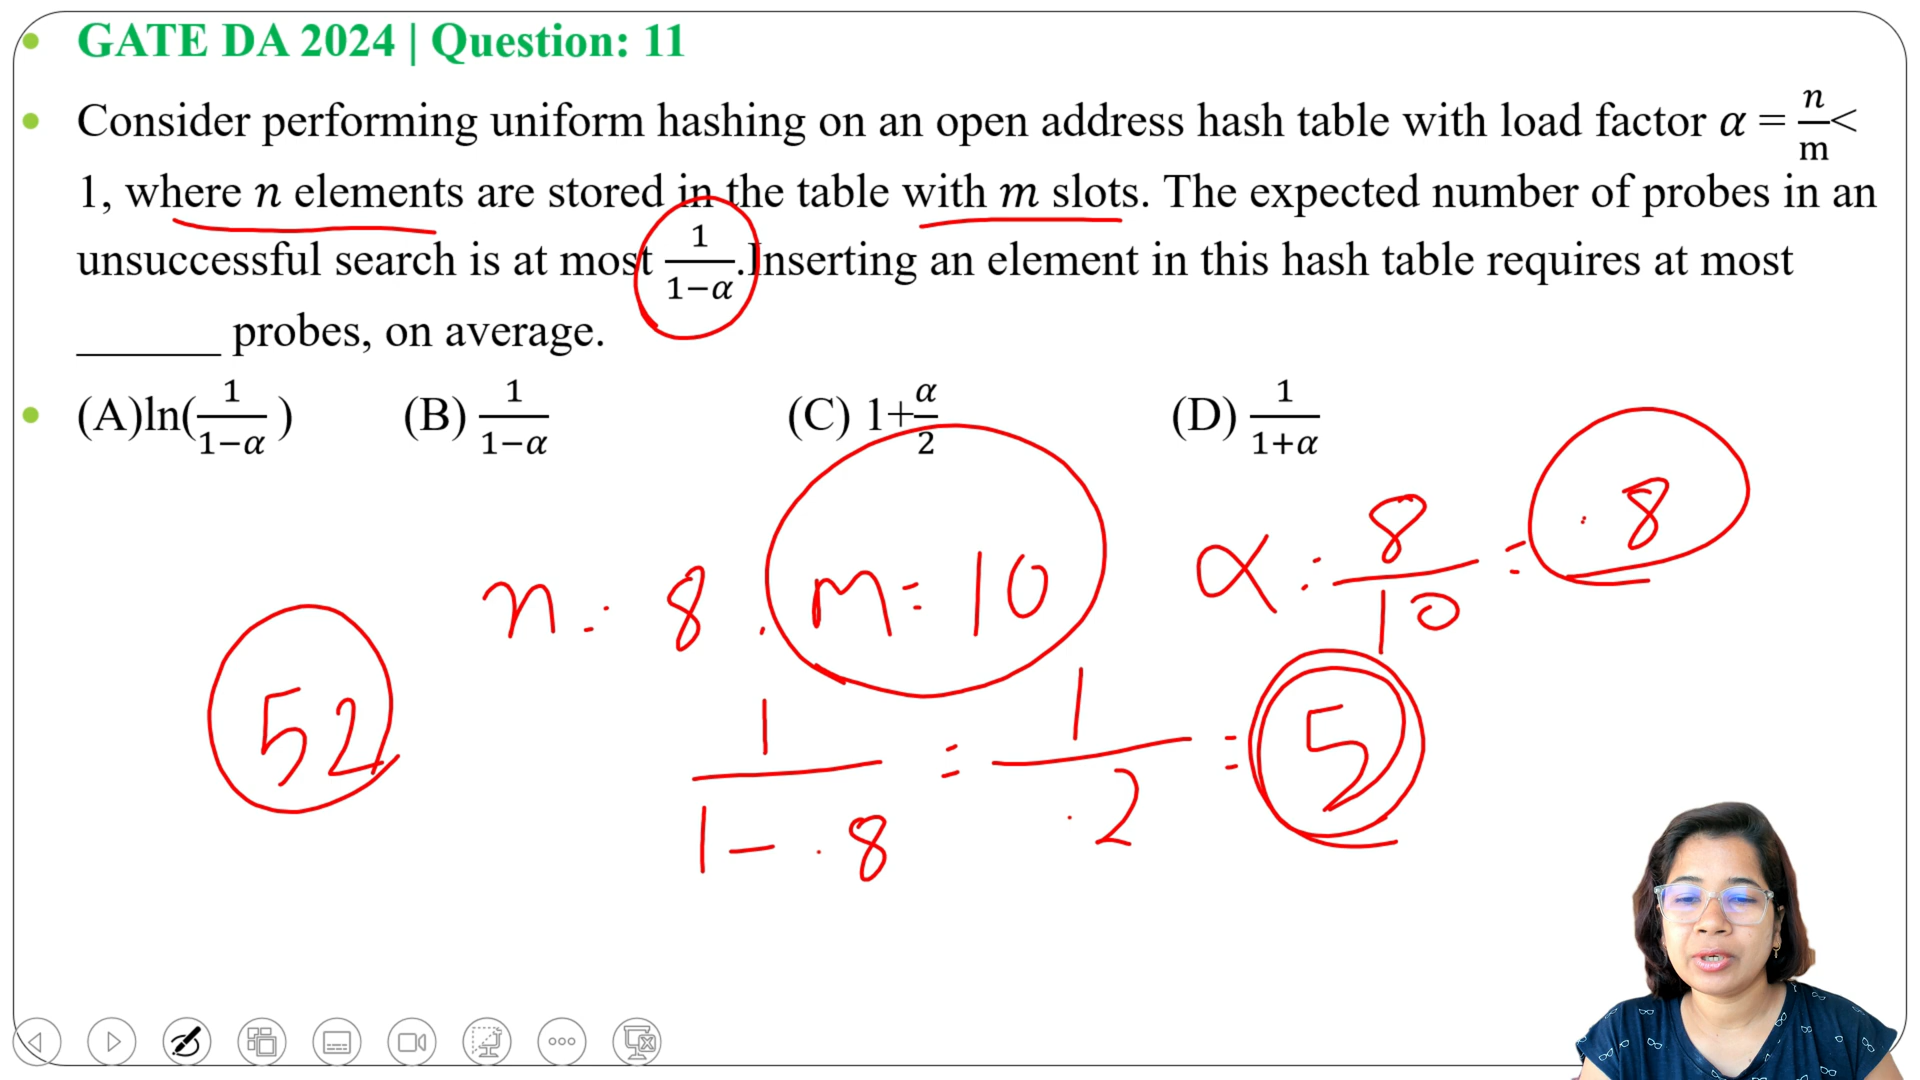 GATE DA 2024 | Question: 11
Consider performing uniform hashing on an open address hash table with load factor α = n/m <
1, where n elements are stored in the table with m slots. The expected number of probes in an
unsuccessful search is at most 1/(1−α).Inserting an element in this hash table requires at most
______ probes, on average.
(A)ln(1/(1−α)) (B) 1/(1−α) (C) 1+α/2 (D) 1/(1+α)
n = 8. m = 10 α = 8/10 = .8
52 1/(1 − .8) = 1/.2 = 5